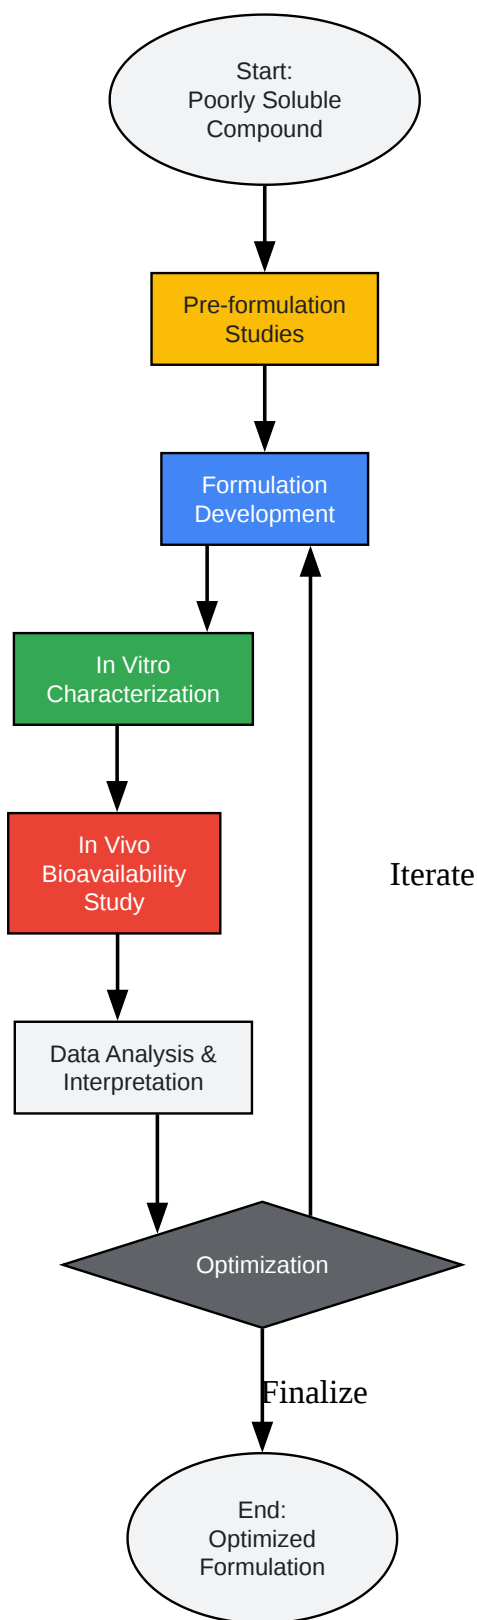 Start:
Poorly Soluble
Compound
Pre-formulation
Studies
Formulation
Development
In Vitro
Characterization
In Vivo
Bioavailability
Study
Iterate
Data Analysis &
Interpretation
Optimization
Finalize
End:
Optimized
Formulation